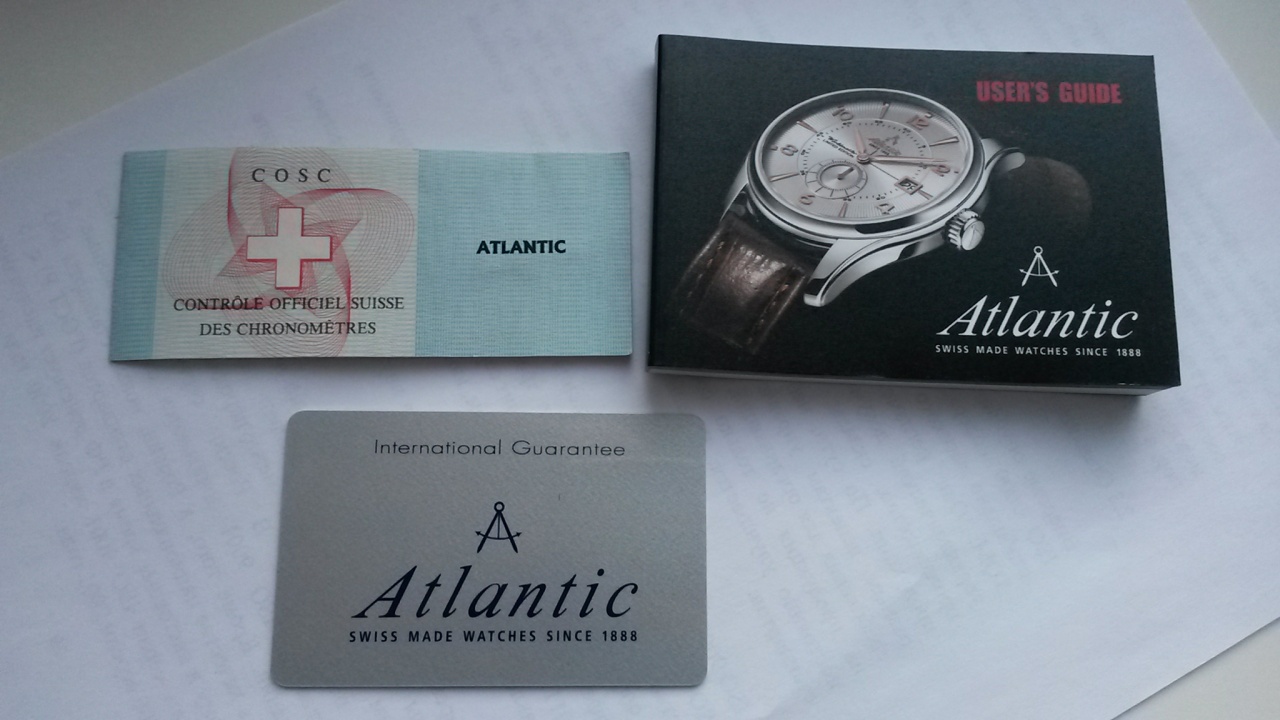 COSC
CONTRÔLE OFFICIEL SUISSE
DES CHRONOMÈTRES
ATLANTIC
USER'S GUIDE
Atlantic
SWISS MADE WATCHES SINCE 1888
International Guarantee
Atlantic
SWISS MADE WATCHES SINCE 1888